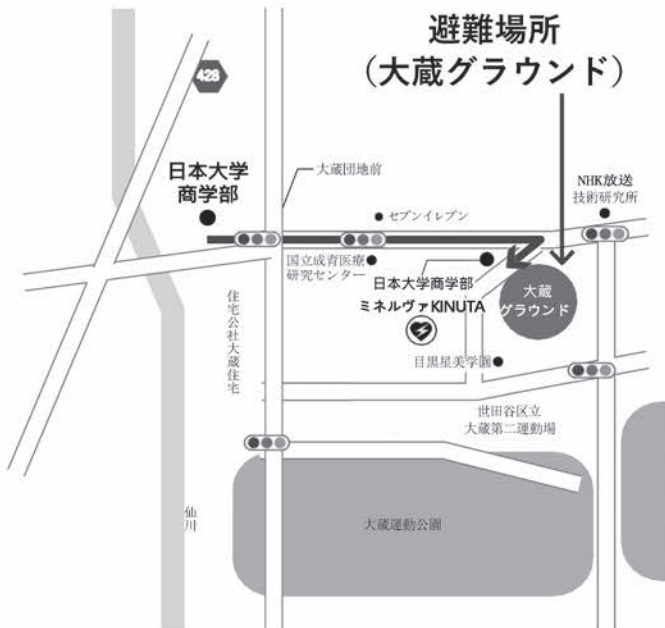 避難場所
（大蔵グラウンド）
428
日本大学
商学部
大蔵団地前
セブンイレブン
NHK放送
技術研究所
国立成育医療
研究センター
日本大学商学部
ミネルヴァKINUTA
大蔵
グラウンド
住宅公社大蔵住宅
目黒星美学園
世田谷区立
大蔵第二運動場
仙川
大蔵運動公園